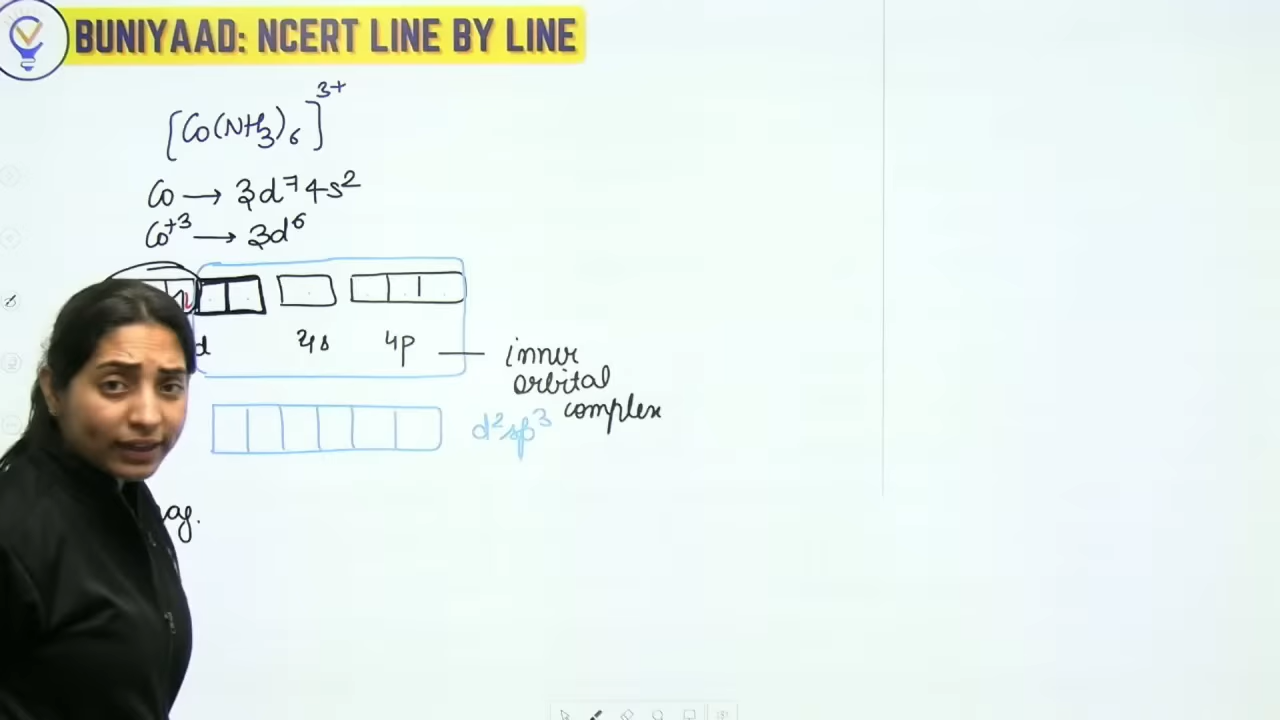 BUNIYAAD: NCERT LINE BY LINE
[Co(NH3)6]3+
Co → 3d7 4s2
Co+3 → 3d6
d 4s 4p
inner
orbital
complex
d2sp3